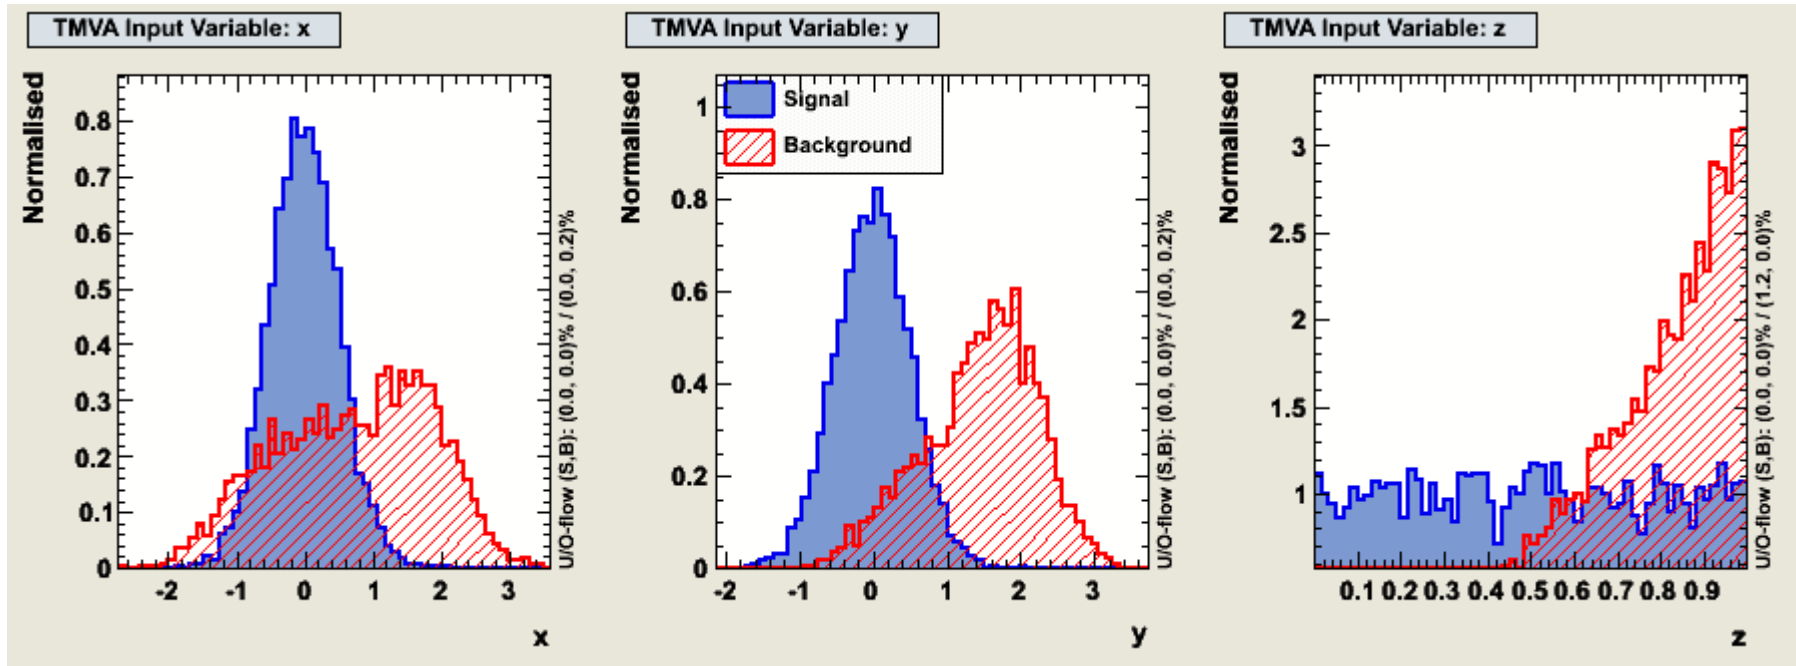 TMVA Input Variable: x
Normalised
0.8
0.7
0.6
0.5
0.4
0.3
0.2
0.1
0
-2 -1 0 1 2 3
x
U/O-flow (S,B): (0.0, 0.0)% / (0.0, 0.2)%
TMVA Input Variable: y
Normalised
Signal
Background
1
0.8
0.6
0.4
0.2
0
-2 -1 0 1 2 3
y
U/O-flow (S,B): (0.0, 0.0)% / (0.0, 0.2)%
TMVA Input Variable: z
Normalised
3
2.5
2
1.5
1
0.1 0.2 0.3 0.4 0.5 0.6 0.7 0.8 0.9
z
U/O-flow (S,B): (0.0, 0.0)% / (1.2, 0.0)%